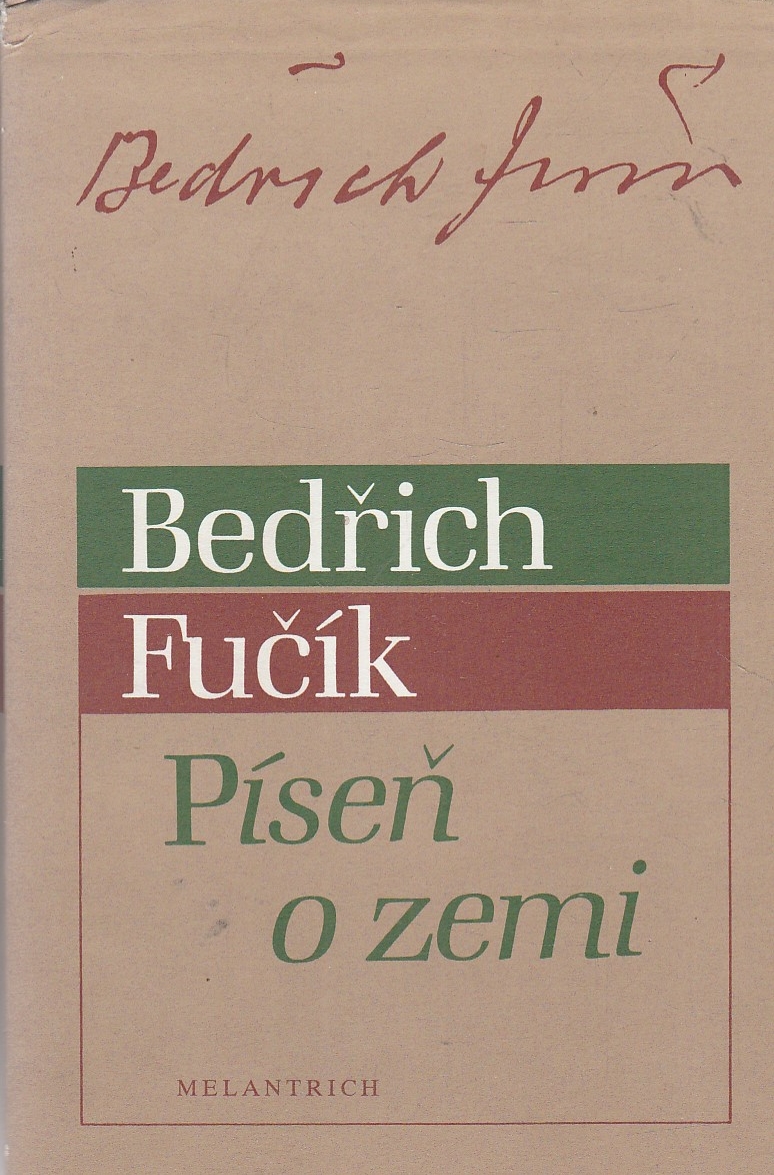 Bedřich Fučík
Bedřich
Fučík
Píseň
o zemi
MELANTRICH